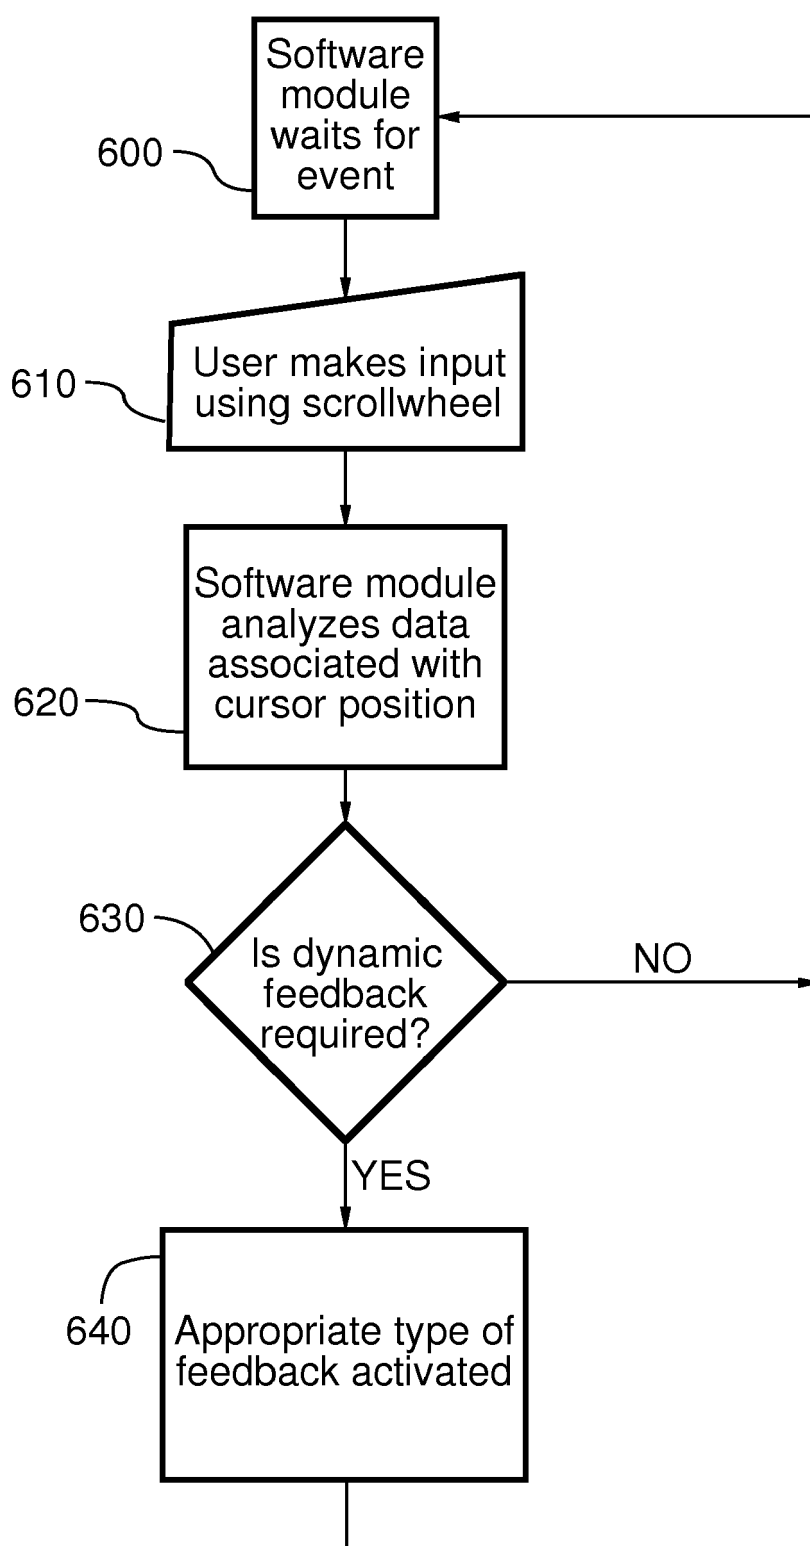 Software
module
waits for
event
600
User makes input
using scrollwheel
610
Software module
analyzes data
associated with
cursor position
620
630
Is dynamic
feedback
required?
NO
YES
640
Appropriate type of
feedback activated